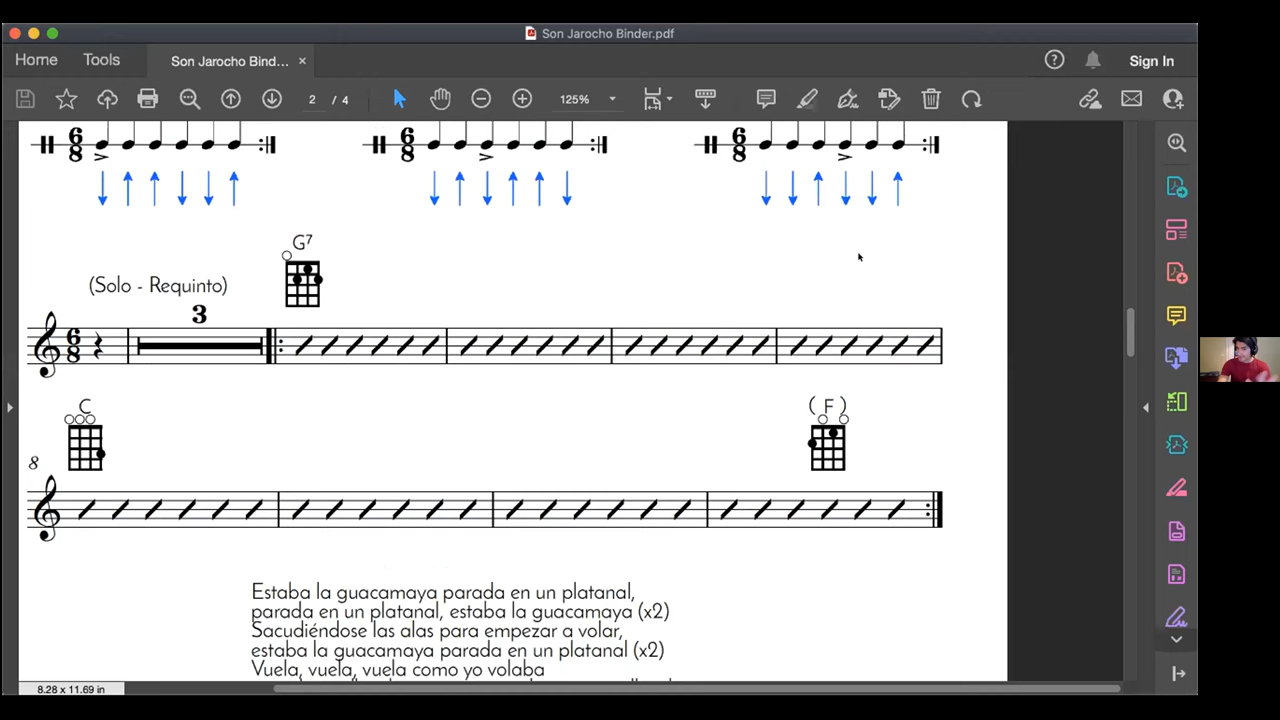 Son Jarocho Binder.pdf
Home Tools Son Jarocho Bind... × Sign In
2 / 4 125%
6 8 6 8 6 8
G7
(Solo - Requinto)
3
6 8
C ( F )
8
Estaba la guacamaya parada en un platanal,
parada en un platanal, estaba la guacamaya (x2)
Sacudiéndose las alas para empezar a volar,
estaba la guacamaya parada en un platanal (x2)
Vuela, vuela, vuela como yo volaba
8.28 x 11.69 in